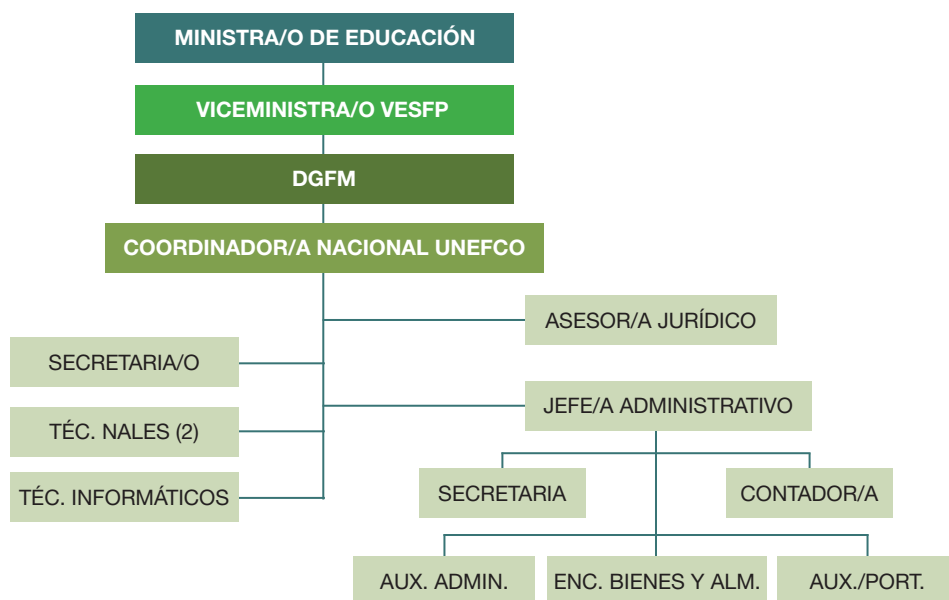 MINISTRA/O DE EDUCACIÓN
VICEMINISTRA/O VESFP
DGFM
COORDINADOR/A NACIONAL UNEFCO
ASESOR/A JURÍDICO
SECRETARIA/O
JEFE/A ADMINISTRATIVO
TÉC. NALES (2)
TÉC. INFORMÁTICOS
SECRETARIA
CONTADOR/A
AUX. ADMIN.
ENC. BIENES Y ALM.
AUX./PORT.